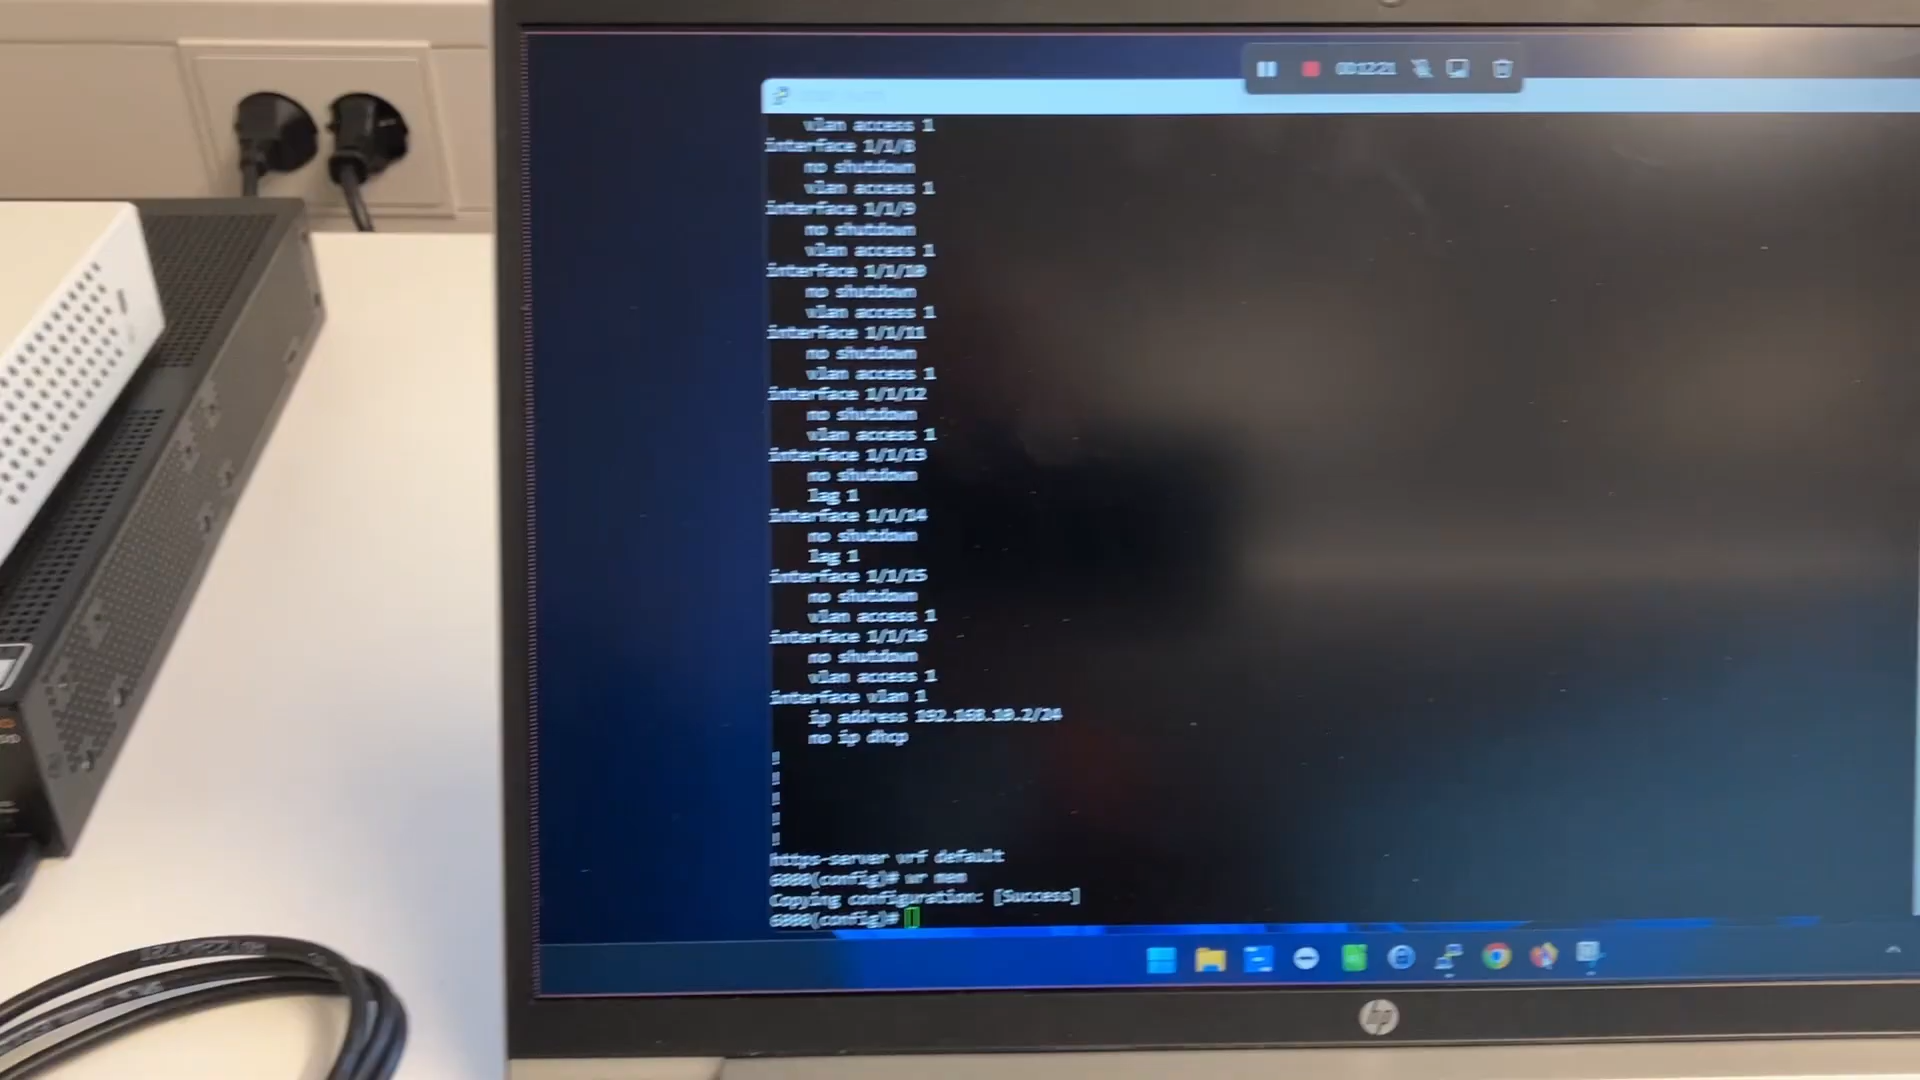 00:12:21
vlan access 1
interface 1/1/8
no shutdown
vlan access 1
interface 1/1/9
no shutdown
vlan access 1
interface 1/1/10
no shutdown
vlan access 1
interface 1/1/11
no shutdown
vlan access 1
interface 1/1/12
no shutdown
vlan access 1
interface 1/1/13
no shutdown
lag 1
interface 1/1/14
no shutdown
lag 1
interface 1/1/15
no shutdown
vlan access 1
interface 1/1/16
no shutdown
vlan access 1
interface vlan 1
ip address 192.168.10.2/24
no ip dhcp
!
!
!
!
!
https-server vrf default
6000(config)# wr mem
Copying configuration: [Success]
6000(config)#
hp